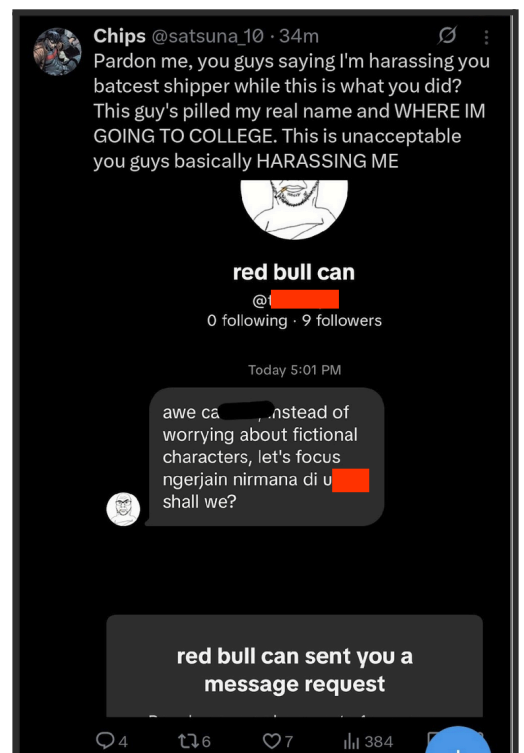 Chips @satsuna_10 · 34m
Pardon me, you guys saying I'm harassing you
batcest shipper while this is what you did?
This guy's pilled my real name and WHERE IM
GOING TO COLLEGE. This is unacceptable
you guys basically HARASSING ME
red bull can
0 following · 9 followers
Today 5:01 PM
awe of
worrying about fictional
characters, let's focus
ngerjain nirmana di
shall we?
red bull can sent you a
message request
4 6 7 384